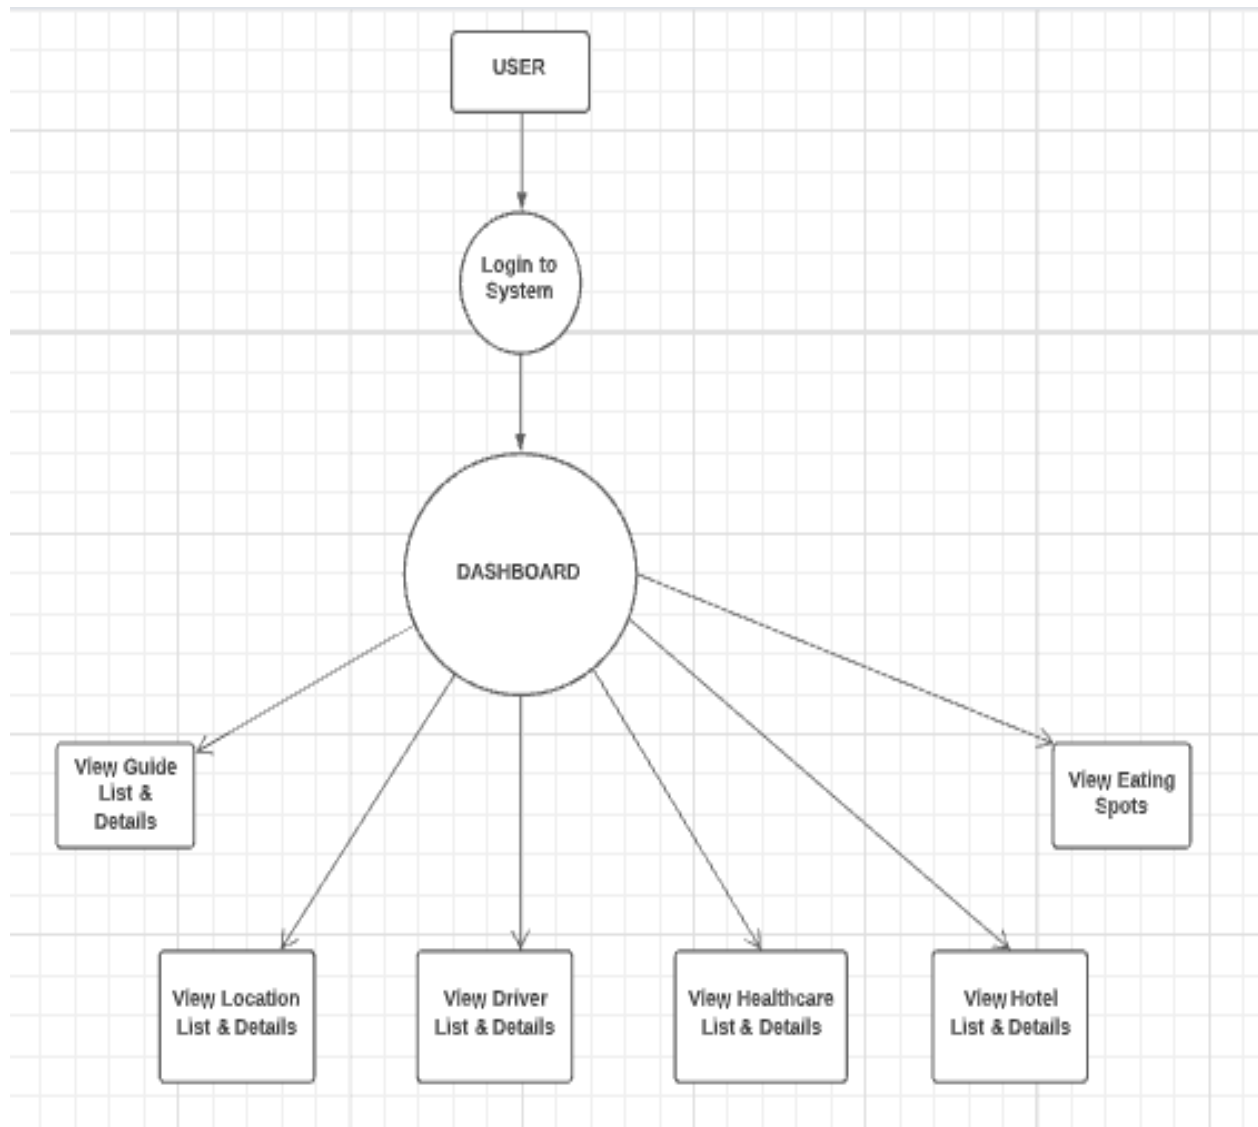 USER
Login to
System
DASHBOARD
View Guide
List &
Details
View Eating
Spots
View Location
List & Details
View Driver
List & Details
View Healthcare
List & Details
View Hotel
List & Details